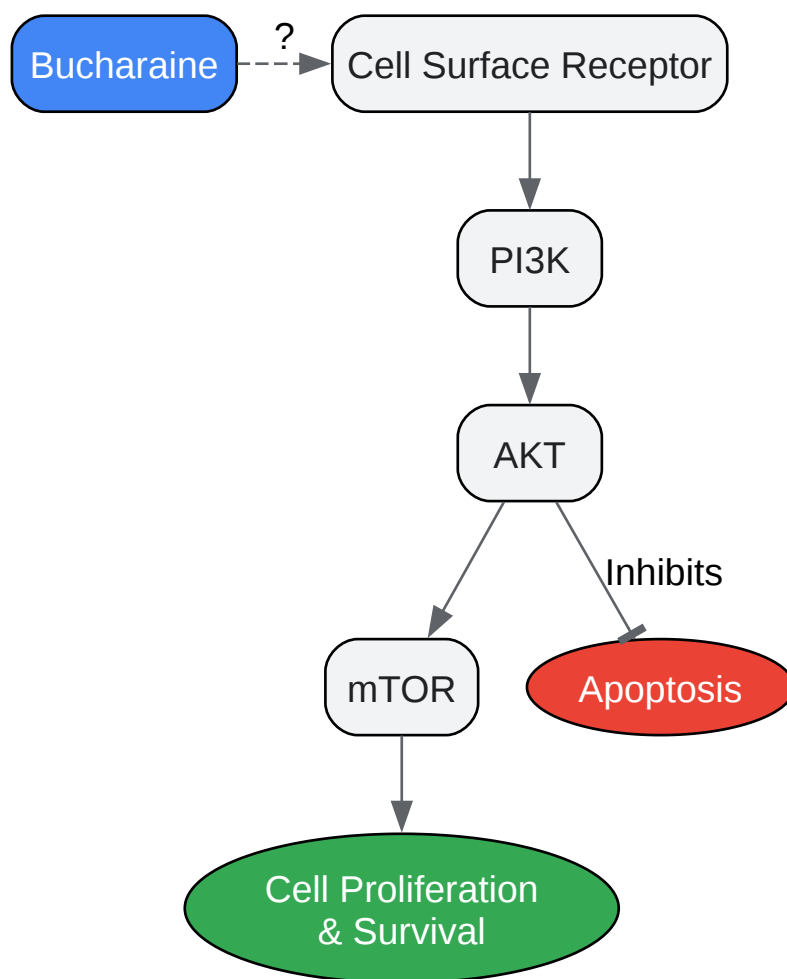 Bucharaine
?
Cell Surface Receptor
PI3K
AKT
Inhibits
mTOR
Apoptosis
Cell Proliferation
& Survival